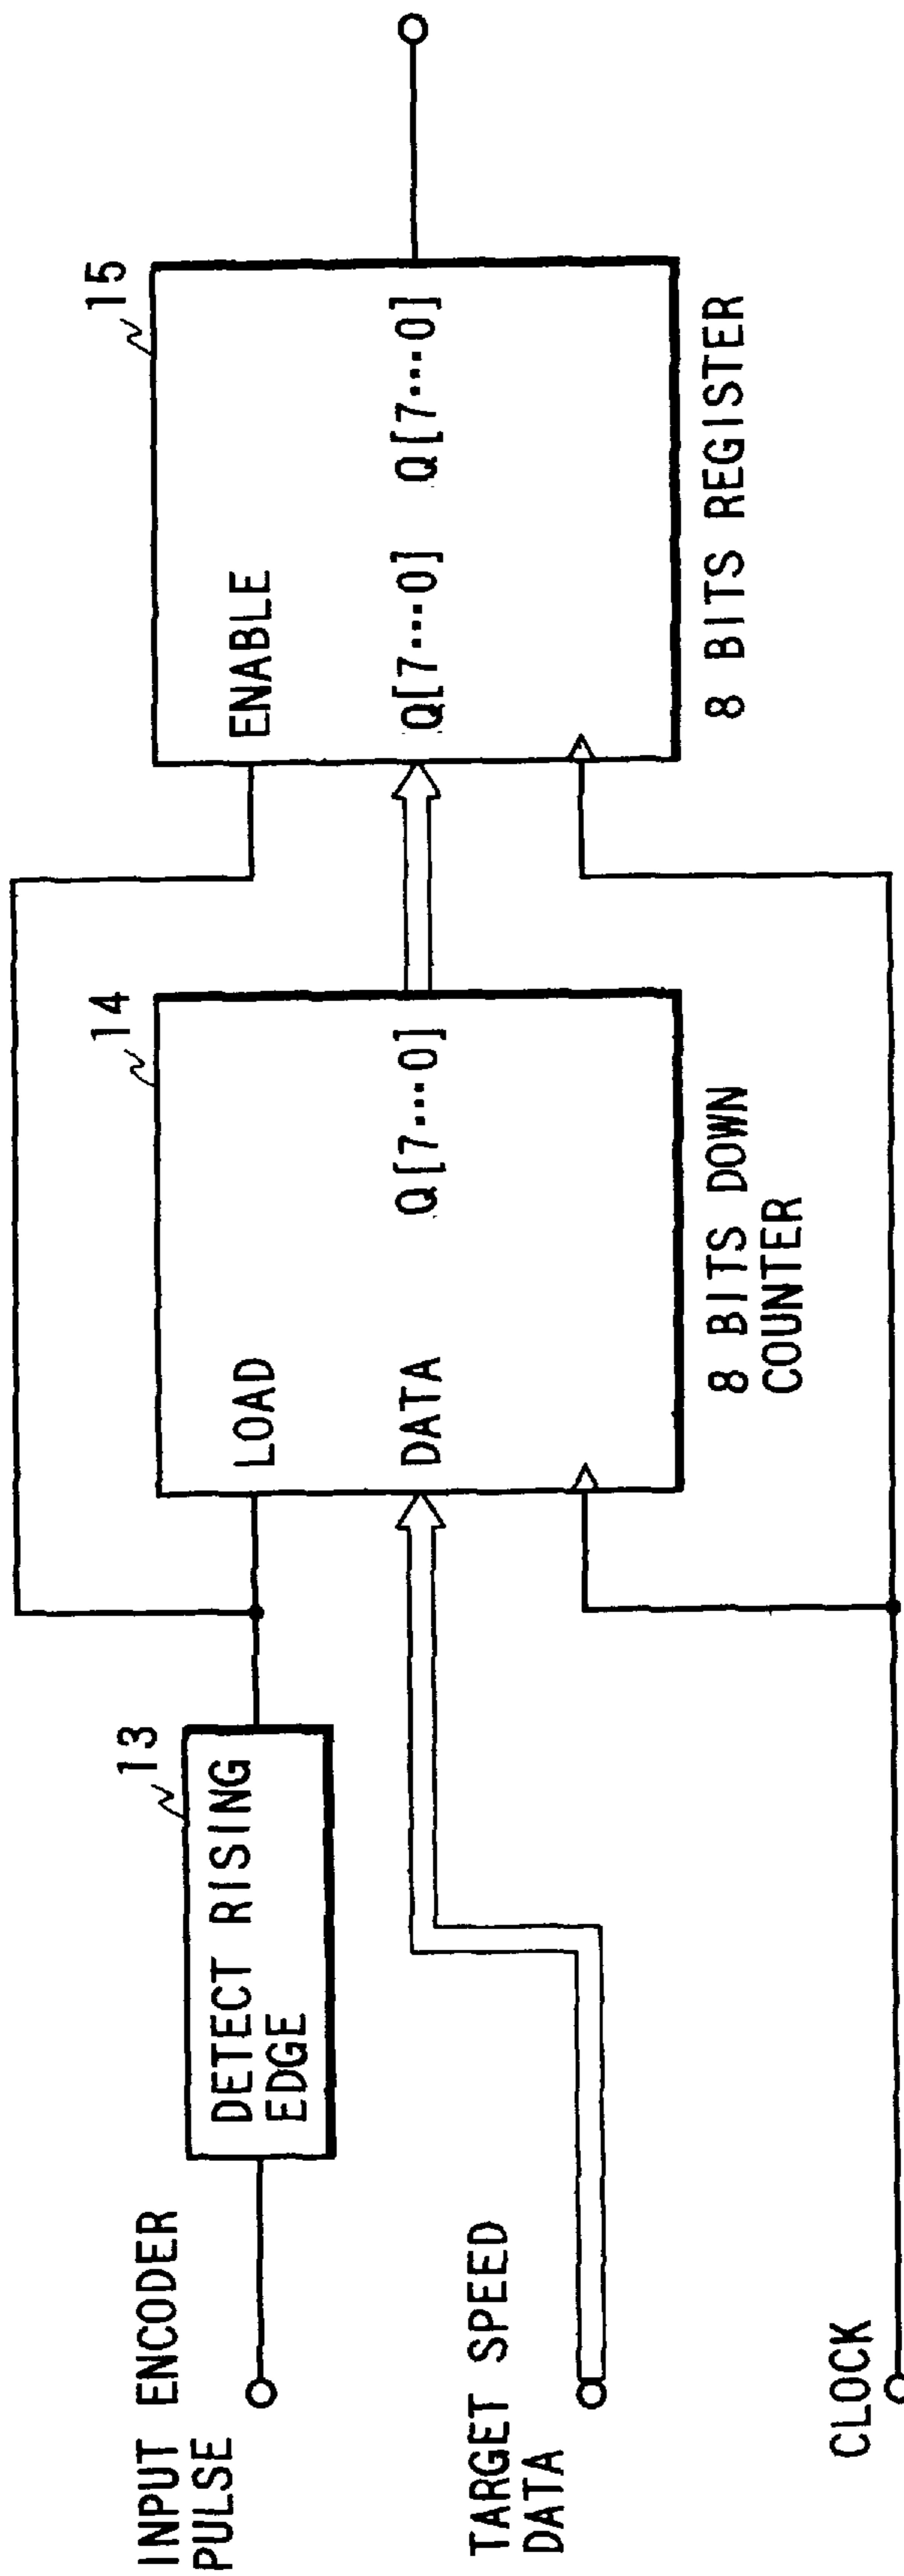 INPUT ENCODER
PULSE
13
DETECT RISING
EDGE
TARGET SPEED
DATA
CLOCK
14
LOAD
DATA
Q[7···0]
8 BITS DOWN
COUNTER
15
ENABLE
Q[7···0] Q[7···0]
8 BITS REGISTER